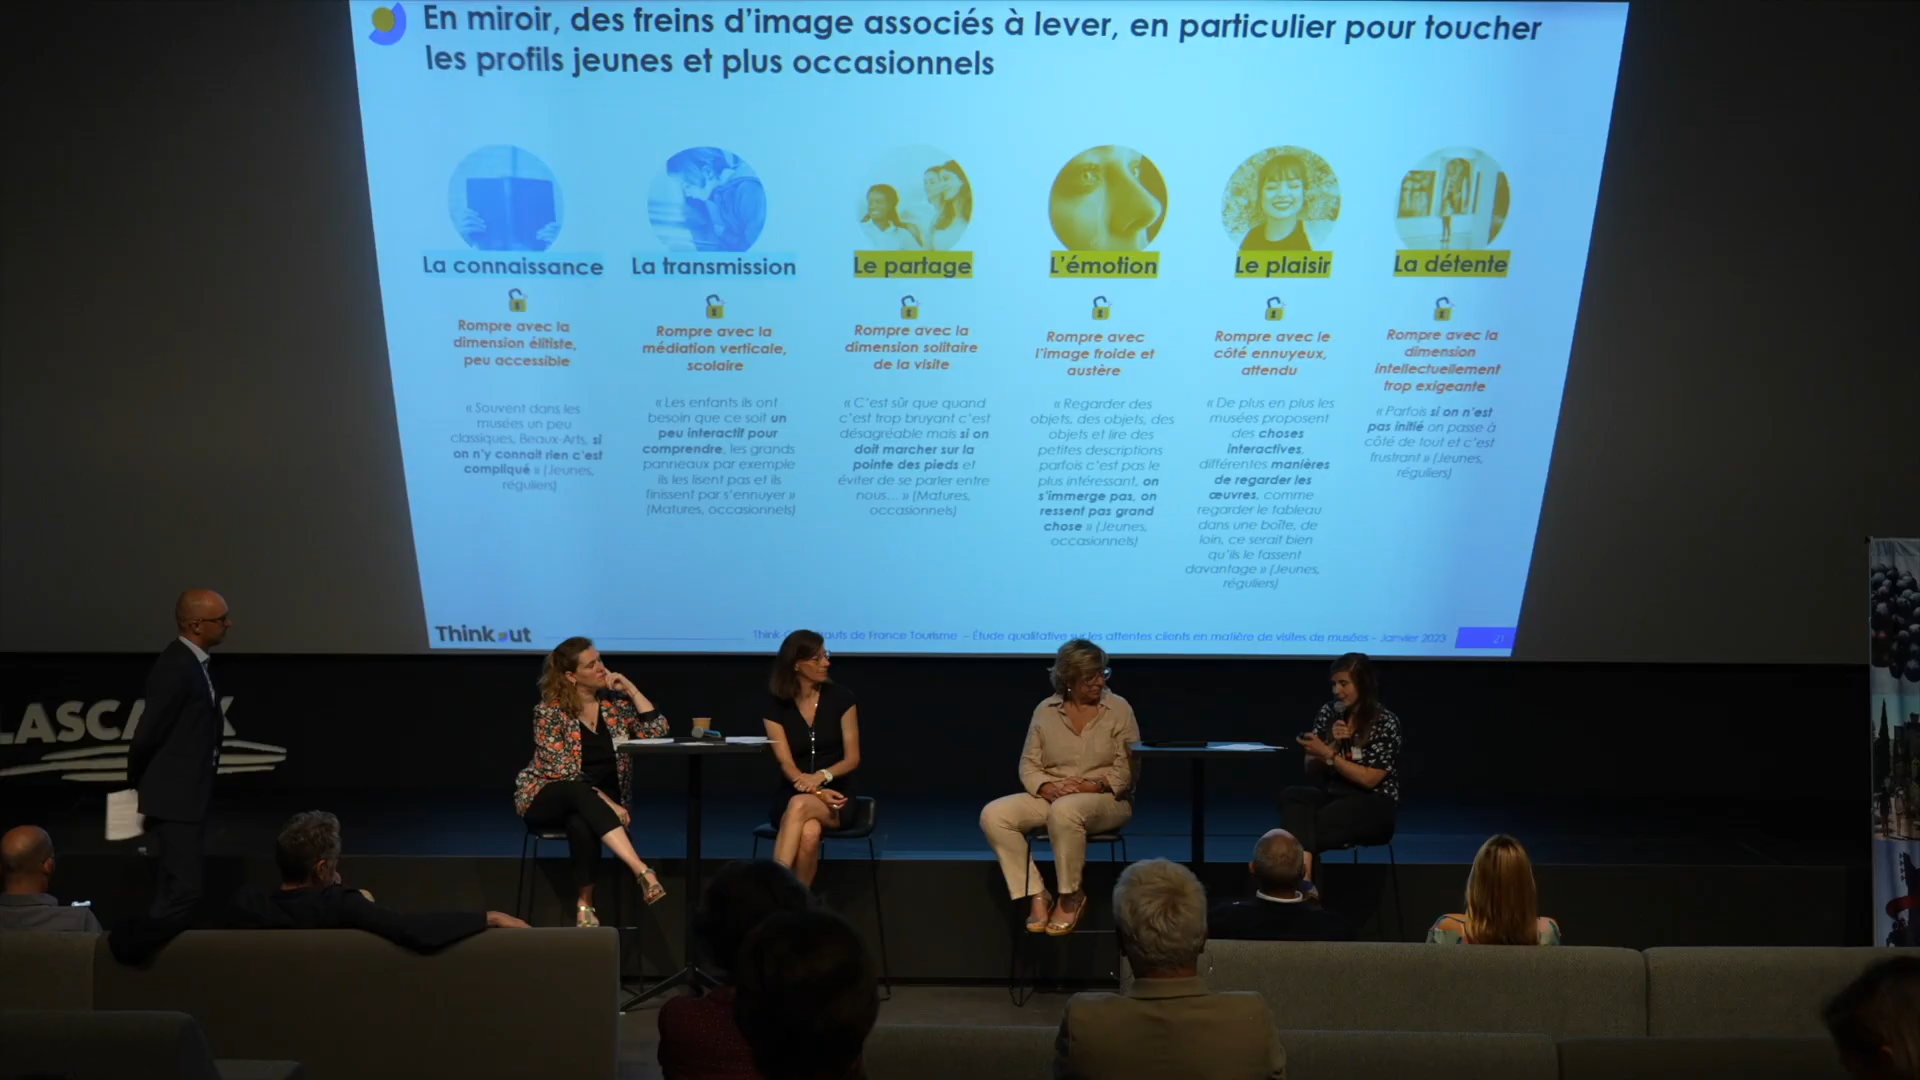 En miroir, des freins d'image associés à lever, en particulier pour toucher
les profils jeunes et plus occasionnels
La connaissance
Rompre avec la
dimension élitiste,
peu accessible
« Souvent dans les
musées un peu
classiques, Beaux-Arts, si
on n'y connait rien c'est
compliqué » (Jeunes,
réguliers)
La transmission
Rompre avec la
médiation verticale,
scolaire
« Les enfants ils ont
besoin que ce soit un
peu interactif pour
comprendre, les grands
panneaux par exemple
ils les lisent pas et ils
finissent par s'ennuyer »
(Matures, occasionnels)
Le partage
Rompre avec la
dimension solitaire
de la visite
« C'est sûr que quand
c'est trop bruyant c'est
désagréable mais si on
doit marcher sur la
pointe des pieds et
éviter de se parler entre
nous... » (Matures,
occasionnels)
L'émotion
Rompre avec
l'image froide et
austère
« Regarder des
objets, des objets, des
objets et lire des
petites descriptions
parfois c'est pas le
plus intéressant, on
s'immerge pas, on
ressent pas grand
chose » (Jeunes,
occasionnels)
Le plaisir
Rompre avec le
côté ennuyeux,
attendu
« De plus en plus les
musées proposent
des choses
interactives,
différentes manières
de regarder les
œuvres, comme
regarder le tableau
dans une boîte, de
loin, ce serait bien
qu'ils le fassent
davantage » (Jeunes,
réguliers)
La détente
Rompre avec la
dimension
intellectuellement
trop exigeante
« Parfois si on n'est
pas initié on passe à
côté de tout et c'est
frustrant » (Jeunes,
réguliers)
Think out
Think- auts de France Tourisme – Étude qualitative sur les attentes clients en matière de visites de musées – Janvier 2023
21
LASCA X